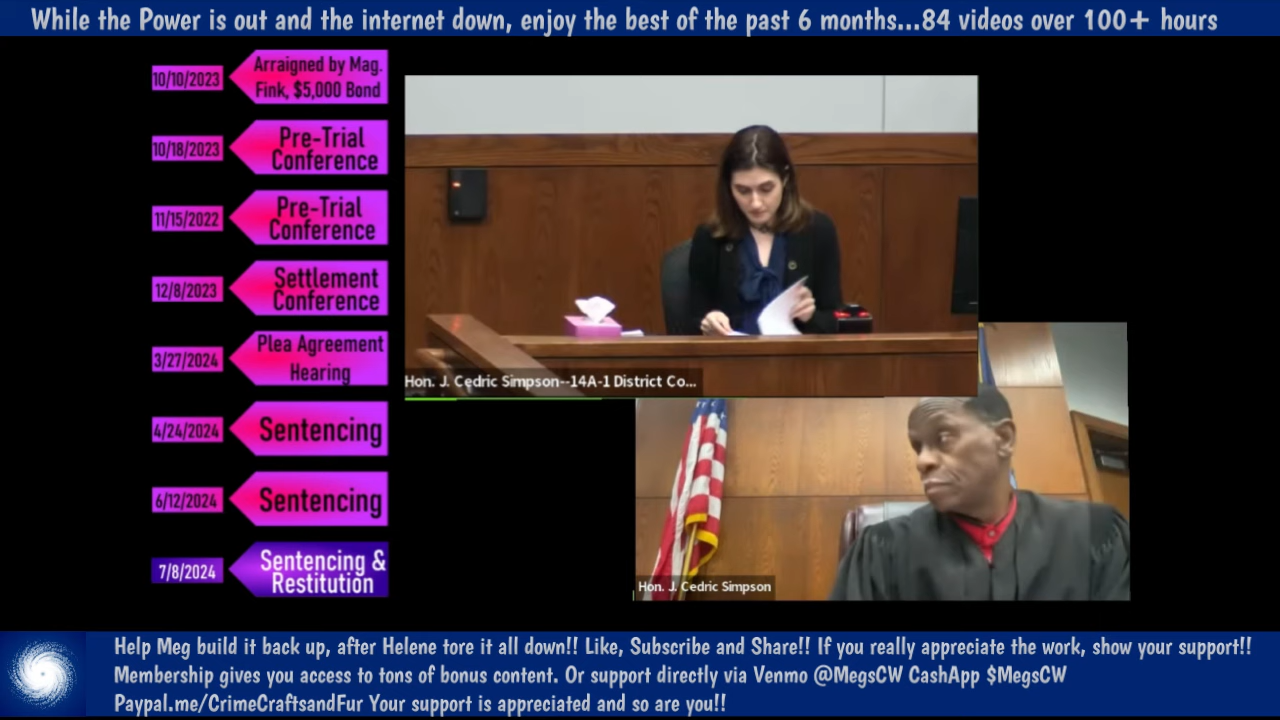 While the Power is out and the internet down, enjoy the best of the past 6 months...84 videos over 100+ hours
10/10/2023
Arraigned by Mag.
Fink, $5,000 Bond
10/18/2023
Pre-Trial
Conference
11/15/2022
Pre-Trial
Conference
12/8/2023
Settlement
Conference
3/27/2024
Plea Agreement
Hearing
4/24/2024
Sentencing
6/12/2024
Sentencing
7/8/2024
Sentencing &
Restitution
Hon. J. Cedric Simpson--14A-1 District Co...
Hon. J. Cedric Simpson
Help Meg build it back up, after Helene tore it all down!! Like, Subscribe and Share!! If you really appreciate the work, show your support!!
Membership gives you access to tons of bonus content. Or support directly via Venmo @MegsCW CashApp $MegsCW
Paypal.me/CrimeCraftsandFur Your support is appreciated and so are you!!